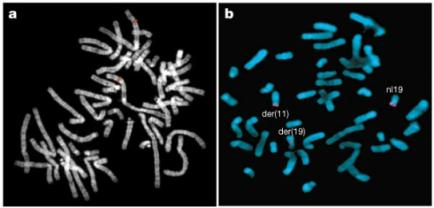 a
b
nl19
der(11)
der(19)